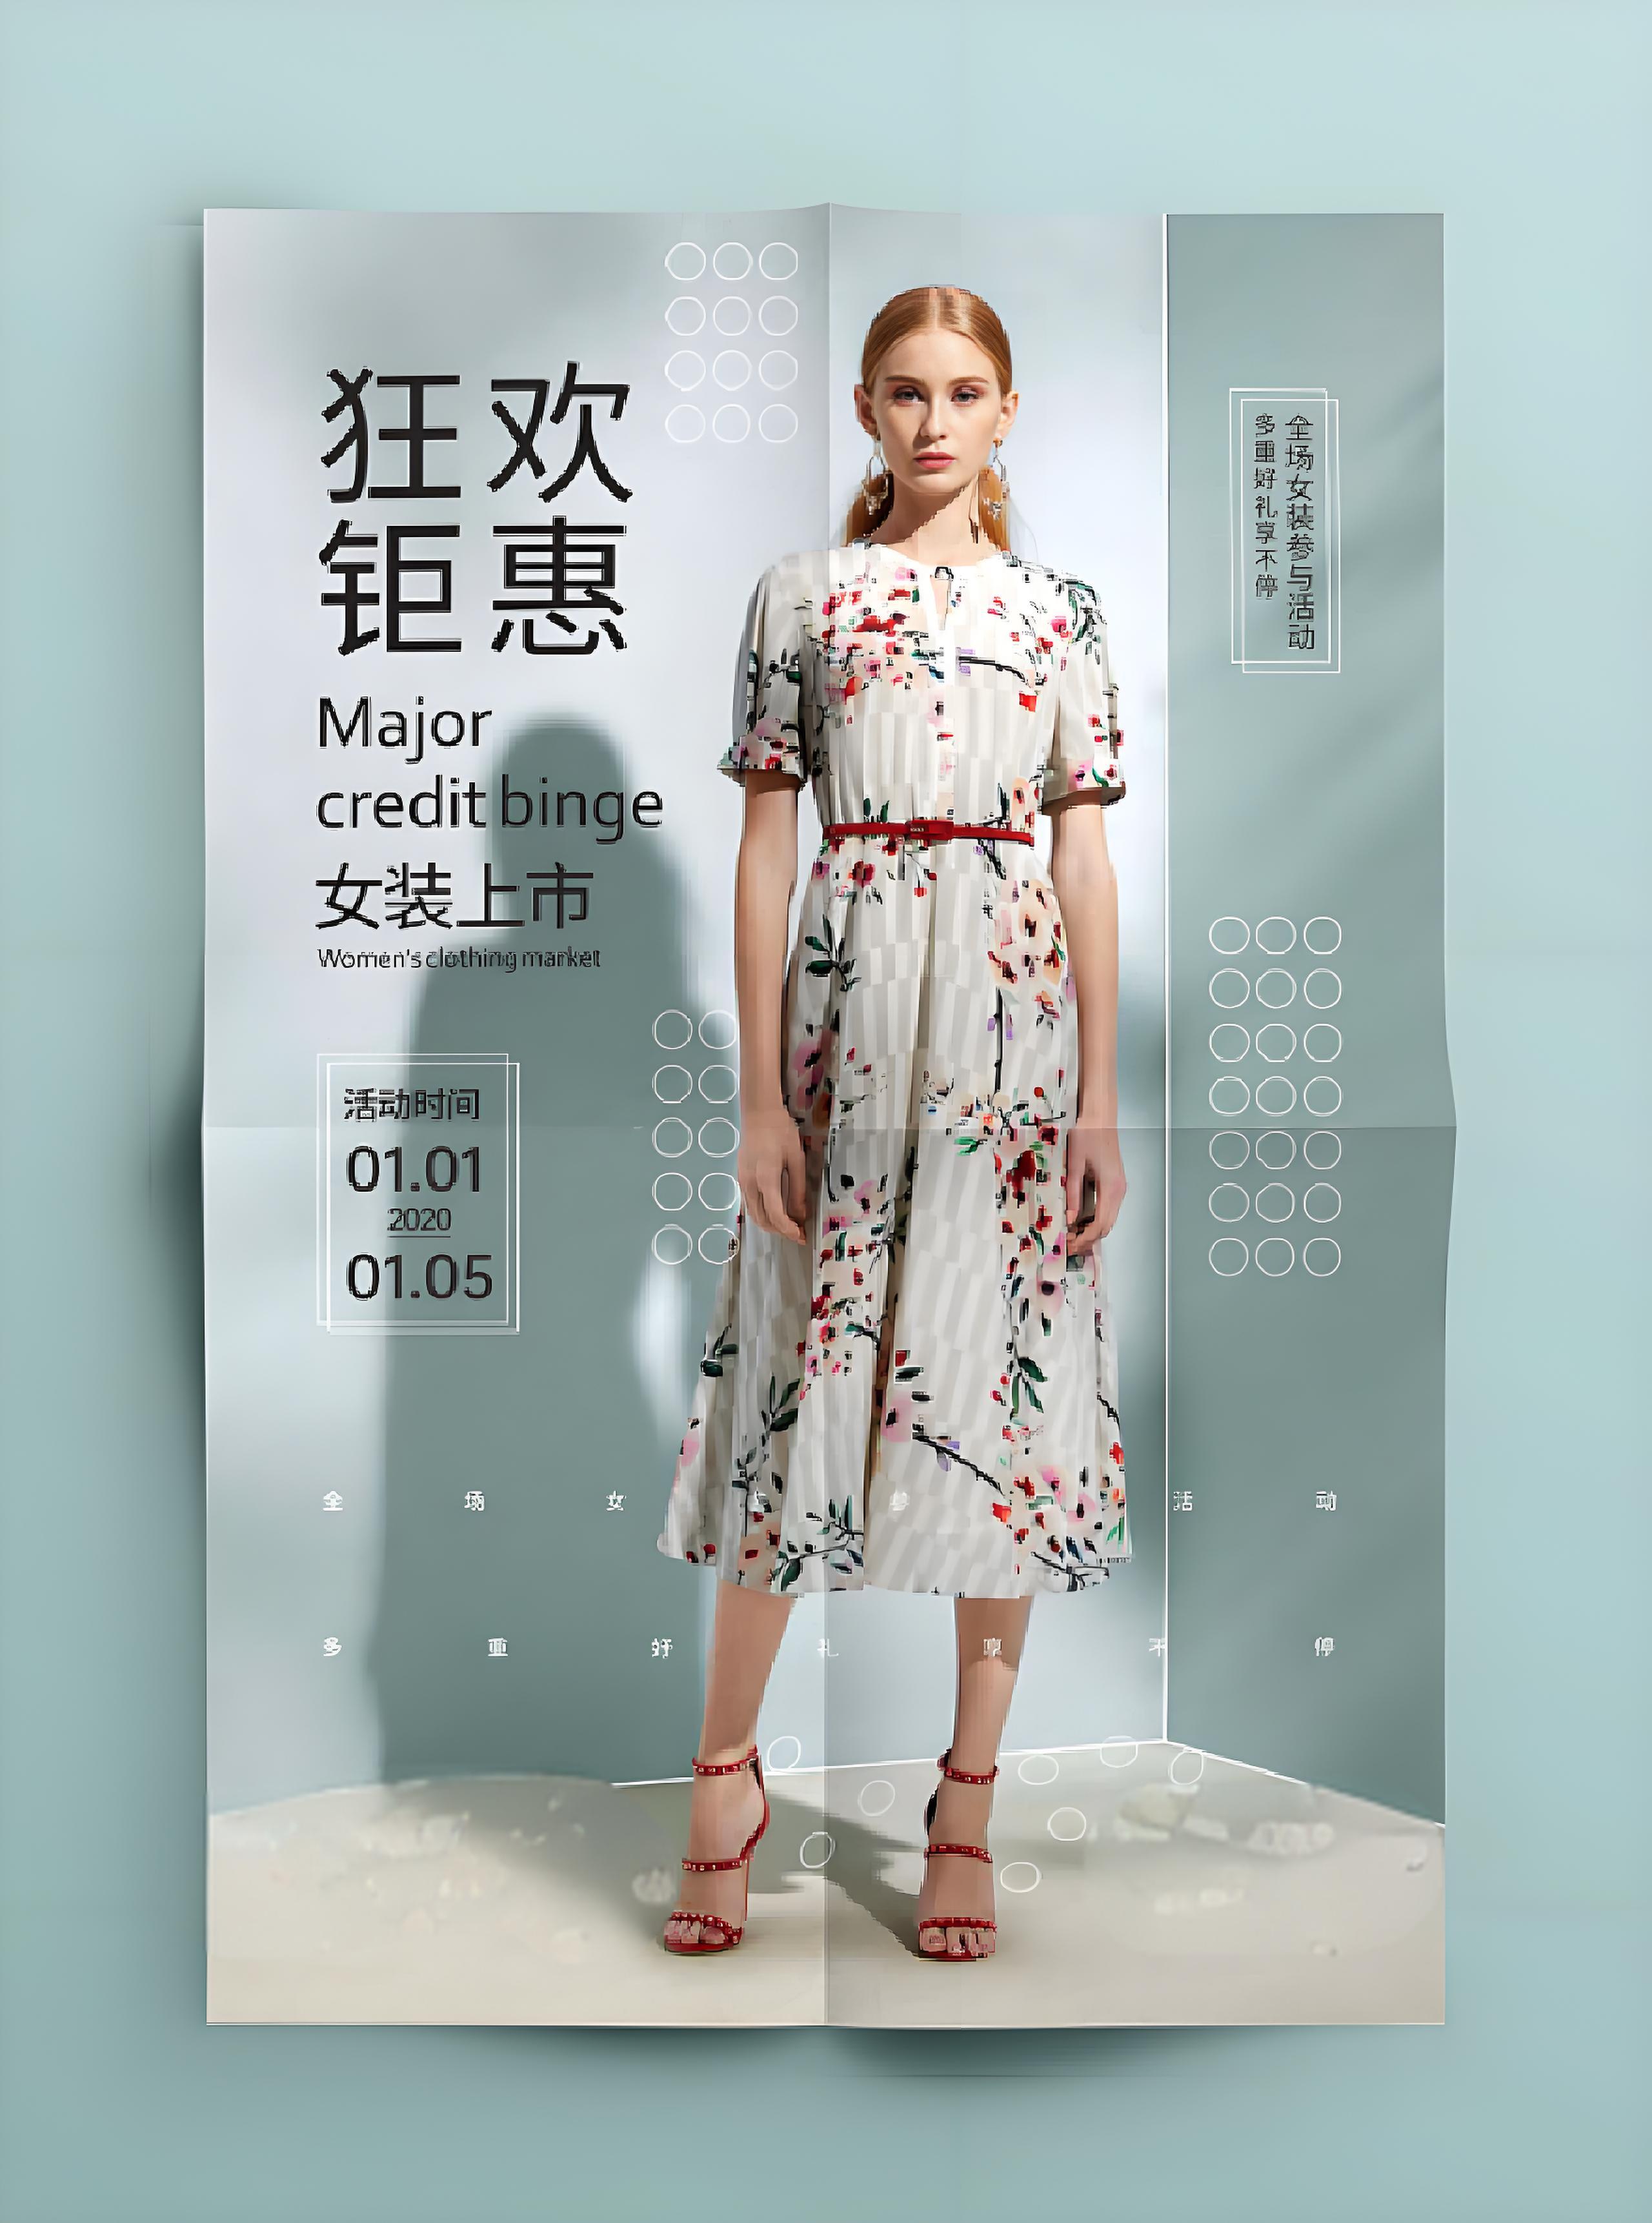 狂欢
钜惠
Major
credit binge
女装上市
Women's clothing market
活动时间
01.01
2020
01.05
全场女装参与活动
多重好礼享不停
全 场 女 参 活 动
多 重 好 礼 享 不 停